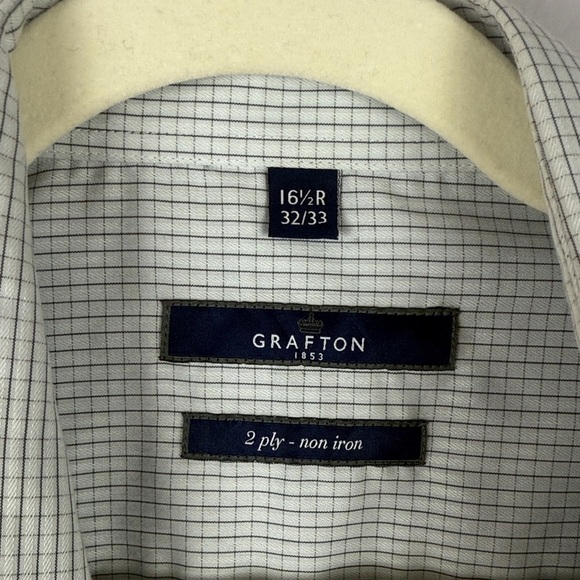 16½R
32/33
GRAFTON
1853
2 ply - non iron